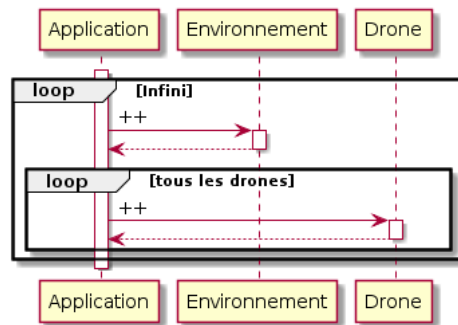 Application Environnement Drone
loop [Infini]
++
loop [tous les drones]
++
Application Environnement Drone